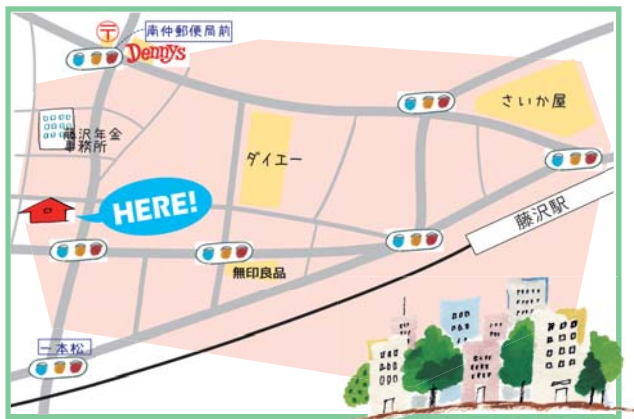 南仲郵便局前
Dennys
さいか屋
藤沢年金
事務所
ダイエー
HERE!
藤沢駅
無印良品
一本松